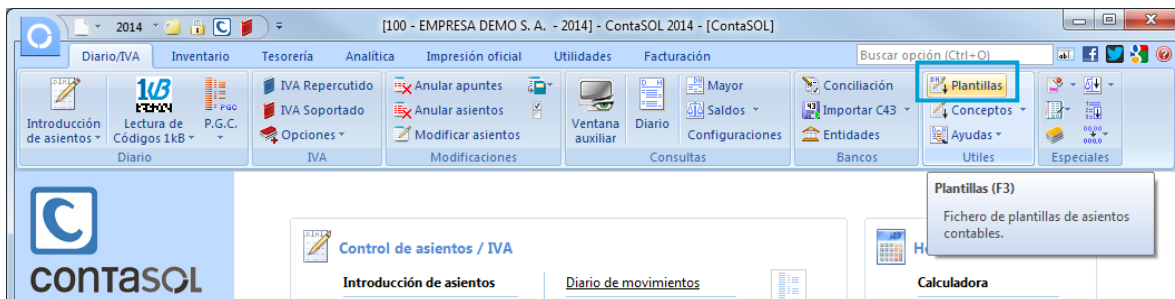 2014
[100 - EMPRESA DEMO S. A. - 2014] - ContaSOL 2014 - [ContaSOL]
Diario/IVA Inventario Tesorería Analítica Impresión oficial Utilidades Facturación Buscar opción (Ctrl+O)
Introducción de asientos
Lectura de Códigos 1kB
PGO
P.G.C.
Diario
IVA Repercutido
IVA Soportado
Opciones
IVA
Anular apuntes
Anular asientos
Modificar asientos
Modificaciones
Ventana auxiliar
Diario
Mayor
Saldos
Configuraciones
Consultas
Conciliación
Importar C43
Entidades
Bancos
Plantillas
Conceptos
Ayudas
Utiles
Especiales
Plantillas (F3)
Fichero de plantillas de asientos
contables.
contasol
Control de asientos / IVA
Introducción de asientos
Diario de movimientos
Calculadora